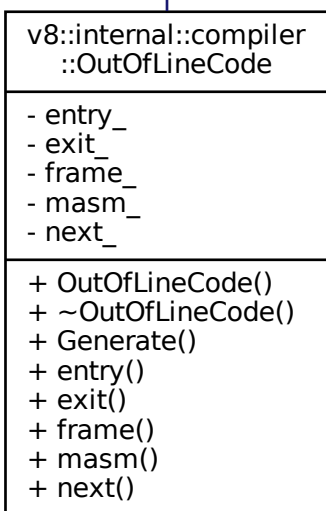 v8::internal::compiler
::OutOfLineCode
- entry_
- exit_
- frame_
- masm_
- next_
+ OutOfLineCode()
+ ~OutOfLineCode()
+ Generate()
+ entry()
+ exit()
+ frame()
+ masm()
+ next()